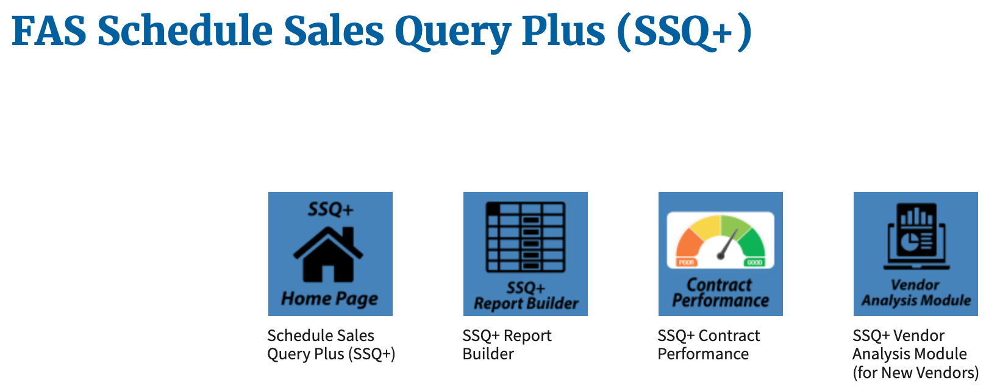 FAS Schedule Sales Query Plus (SSQ+)
SSQ+
Home Page
SSQ+
Report Builder
POOR
GOOD
Contract
Performance
Vendor
Analysis Module
Schedule Sales
Query Plus (SSQ+)
SSQ+ Report
Builder
SSQ+ Contract
Performance
SSQ+ Vendor
Analysis Module
(for New Vendors)